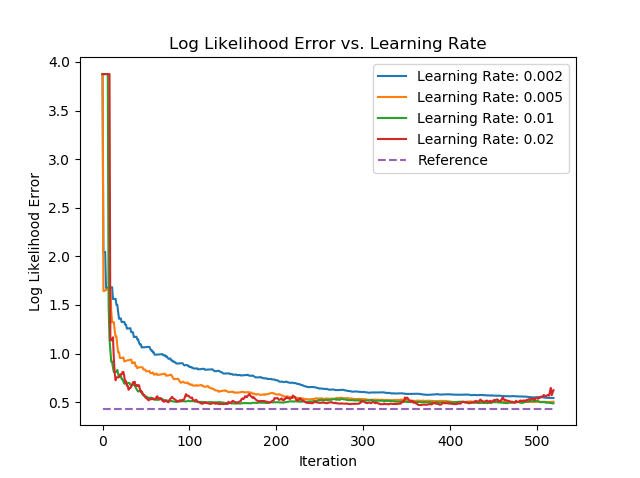 Log Likelihood Error vs. Learning Rate
Log Likelihood Error
4.0
3.5
3.0
2.5
2.0
1.5
1.0
0.5
Learning Rate: 0.002
Learning Rate: 0.005
Learning Rate: 0.01
Learning Rate: 0.02
Reference
0 100 200 300 400 500
Iteration